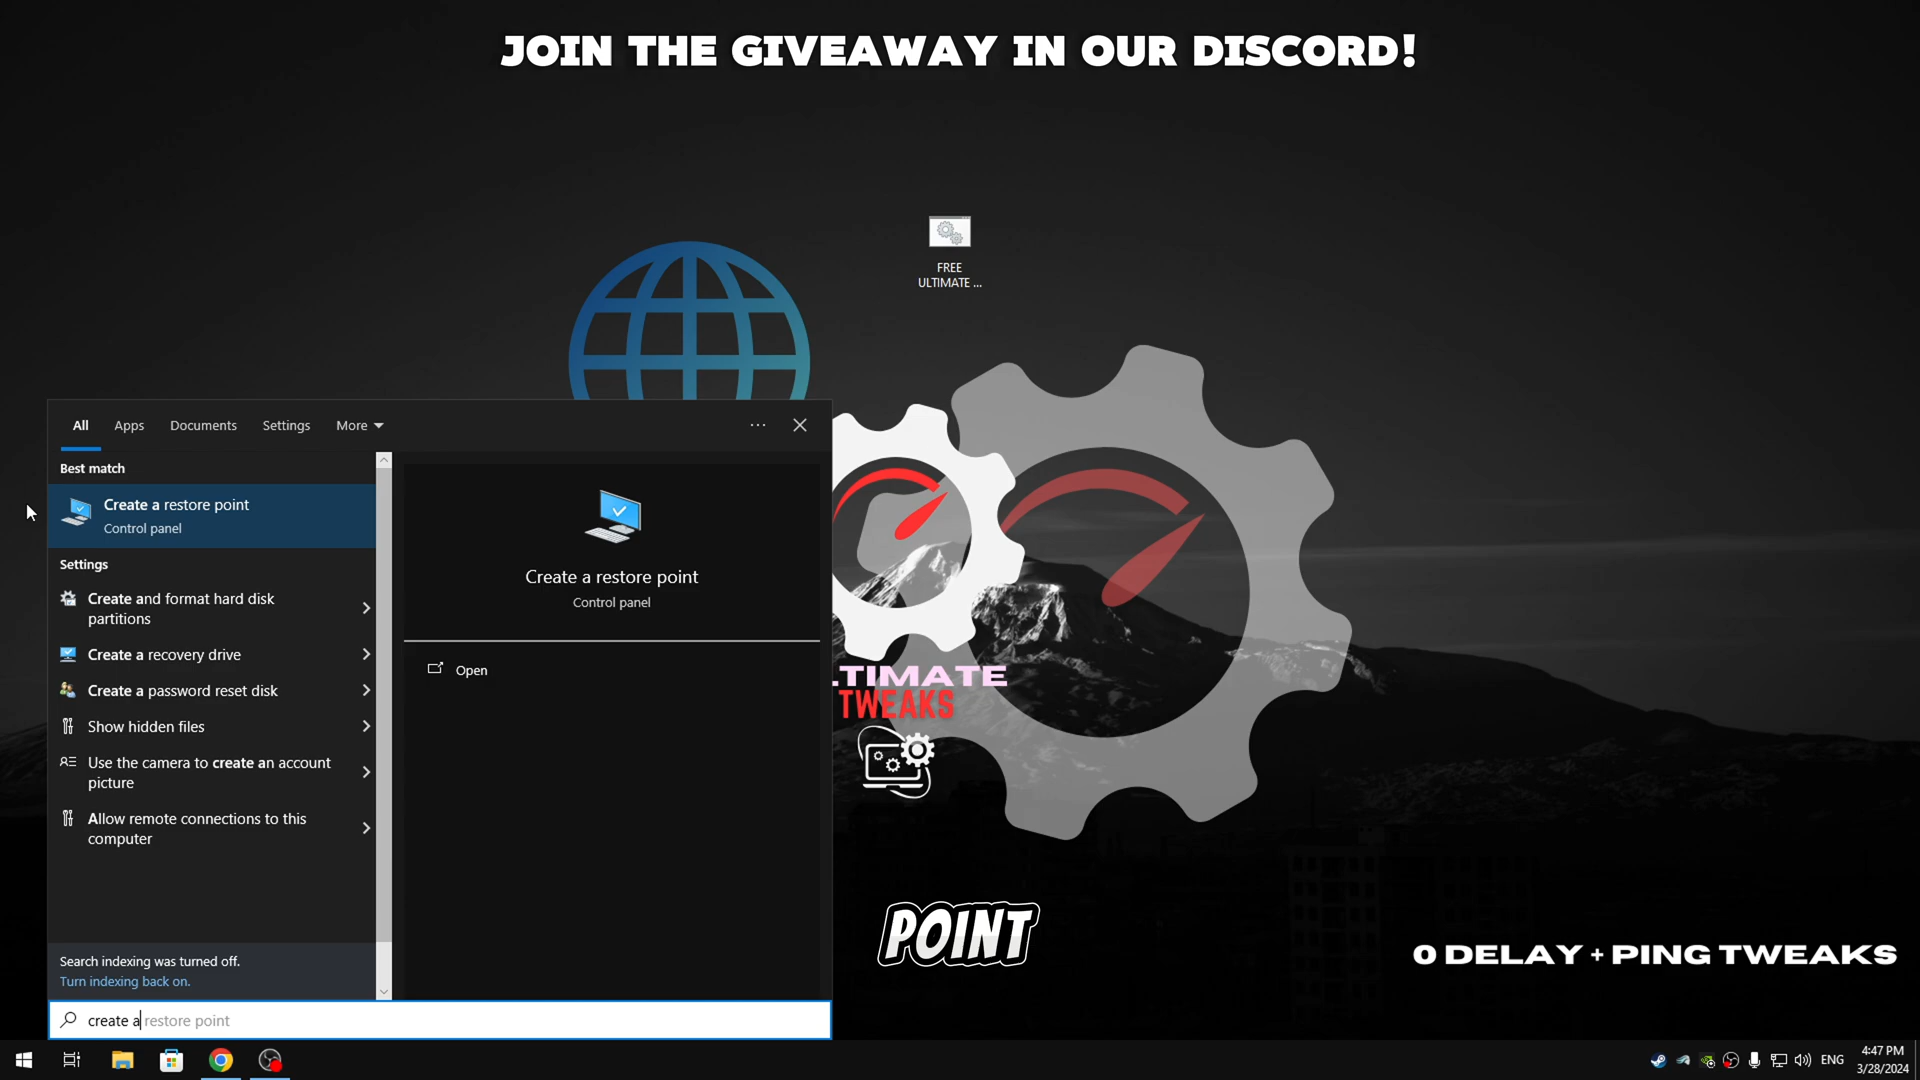 JOIN THE GIVEAWAY IN OUR DISCORD!
FREE
ULTIMATE ...
All Apps Documents Settings More
Best match
Create a restore point
Control panel
Settings
Create and format hard disk
partitions
Create a recovery drive
Create a password reset disk
Show hidden files
Use the camera to create an account
picture
Allow remote connections to this
computer
Search indexing was turned off.
Turn indexing back on.
create a restore point
Create a restore point
Control panel
Open
LTIMATE
TWEAKS
POINT
0 DELAY + PING TWEAKS
ENG
4:47 PM
3/28/2024